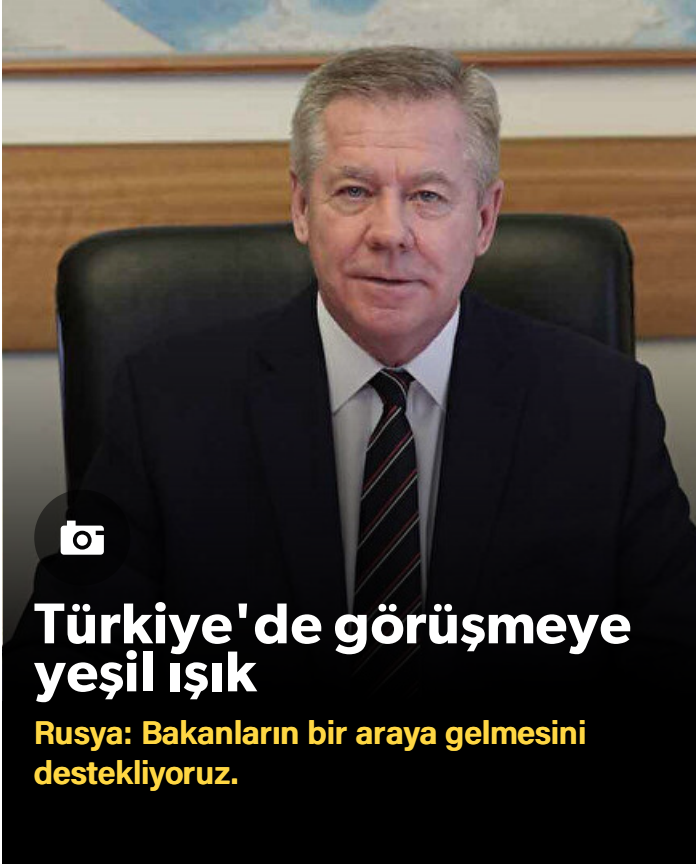 Türkiye'de görüşmeye
yeşil ışık
Rusya: Bakanların bir araya gelmesini
destekliyoruz.